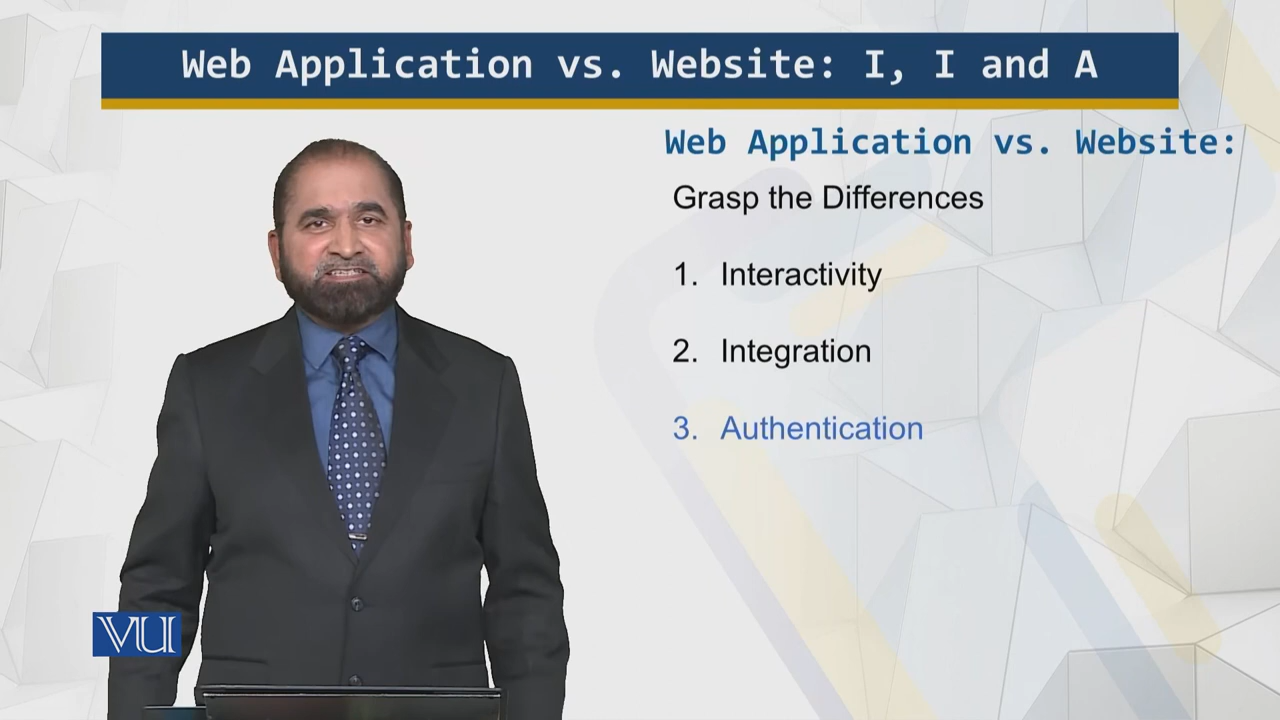 Web Application vs. Website: I, I and A
Web Application vs. Website:
Grasp the Differences
1. Interactivity
2. Integration
3. Authentication
VU